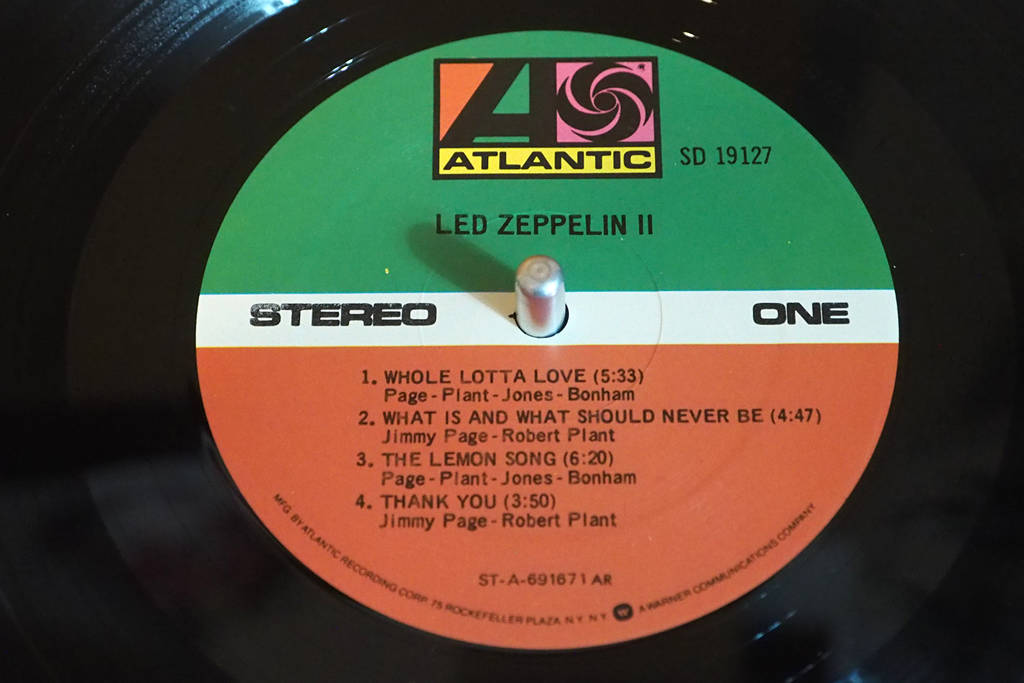 ATLANTIC
SD 19127
LED ZEPPELIN II
STEREO
ONE
1. WHOLE LOTTA LOVE (5:33)
Page-Plant-Jones-Bonham
2. WHAT IS AND WHAT SHOULD NEVER BE (4:47)
Jimmy Page-Robert Plant
3. THE LEMON SONG (6:20)
Page-Plant-Jones-Bonham
4. THANK YOU (3:50)
Jimmy Page-Robert Plant
ST-A-691671 AR
MFG. BY ATLANTIC RECORDING CORP. 75 ROCKEFELLER PLAZA, N.Y. N.Y. W A WARNER COMMUNICATIONS COMPANY